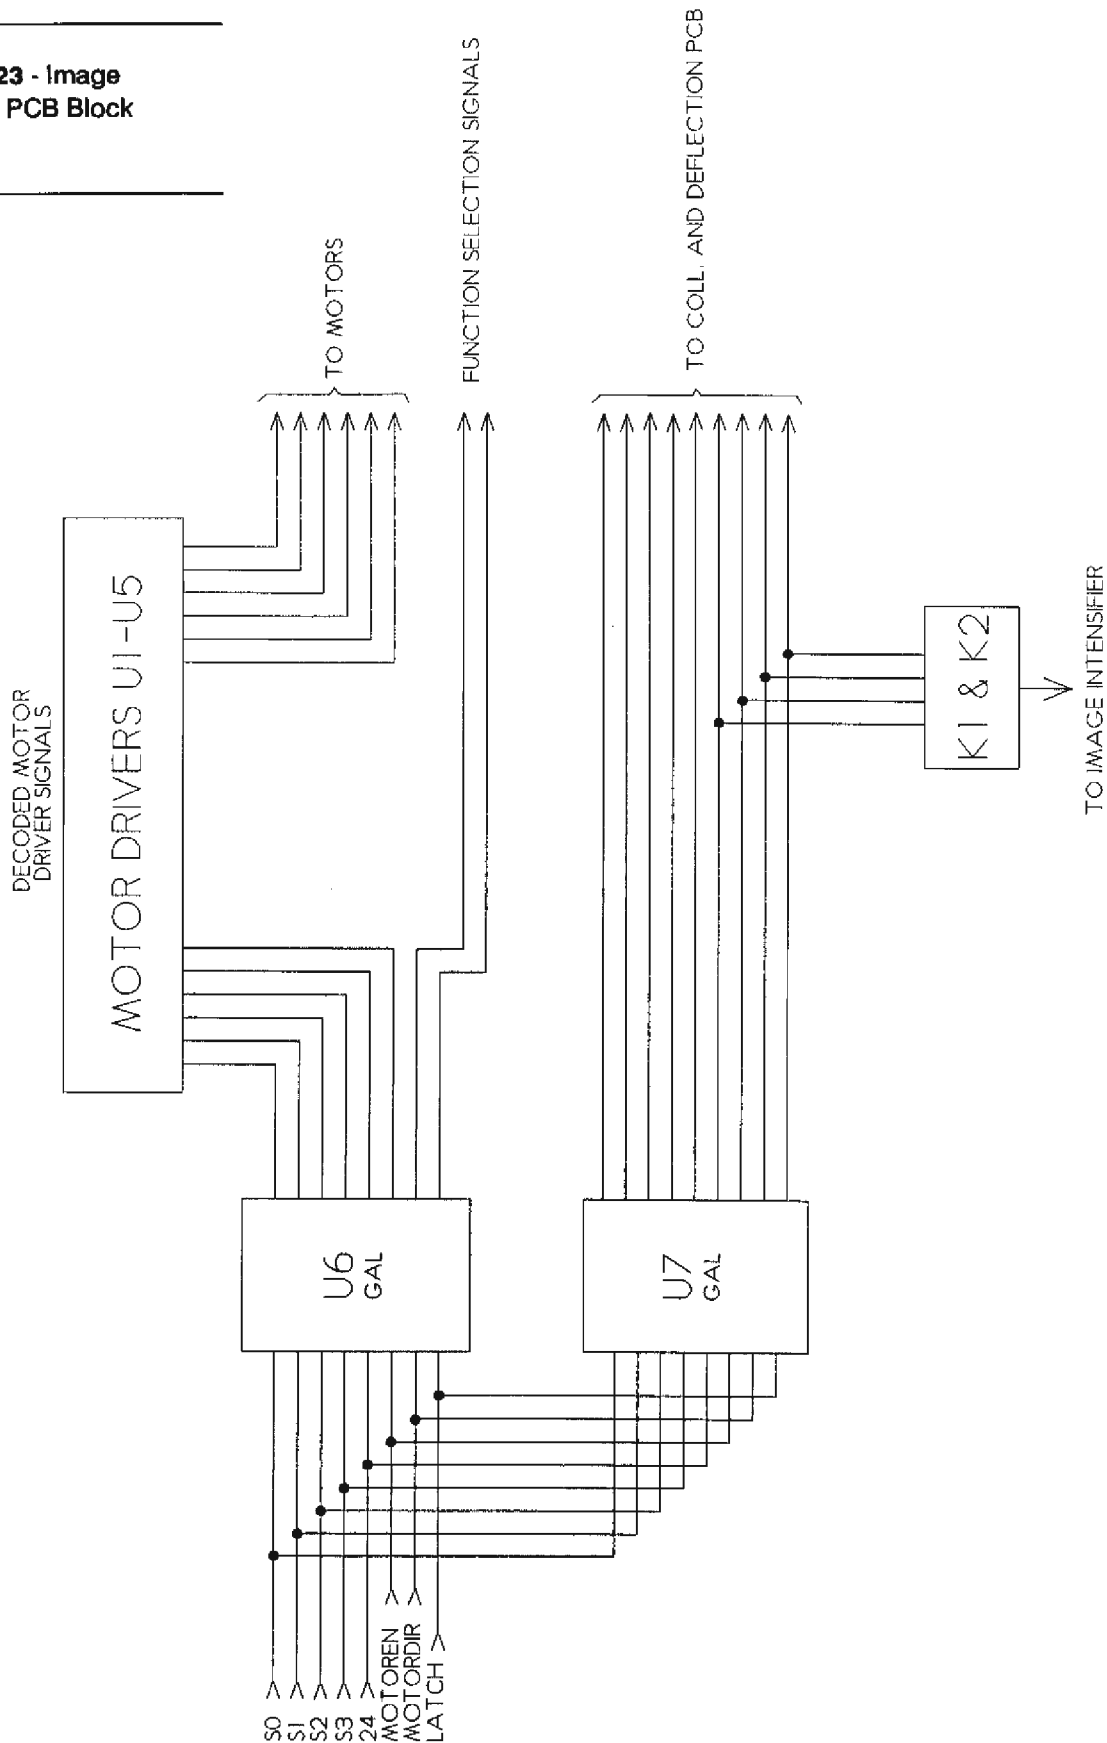 23 - Image
PCB Block
DECODED MOTOR
DRIVER SIGNALS
MOTOR DRIVERS U1-U5
TO MOTORS
FUNCTION SELECTION SIGNALS
TO COLL. AND DEFLECTION PCB
U6
GAL
U7
GAL
K1 & K2
TO IMAGE INTENSIFIER
S0
S1
S2
S3
24
MOTOREN
MOTORDIR
LATCH